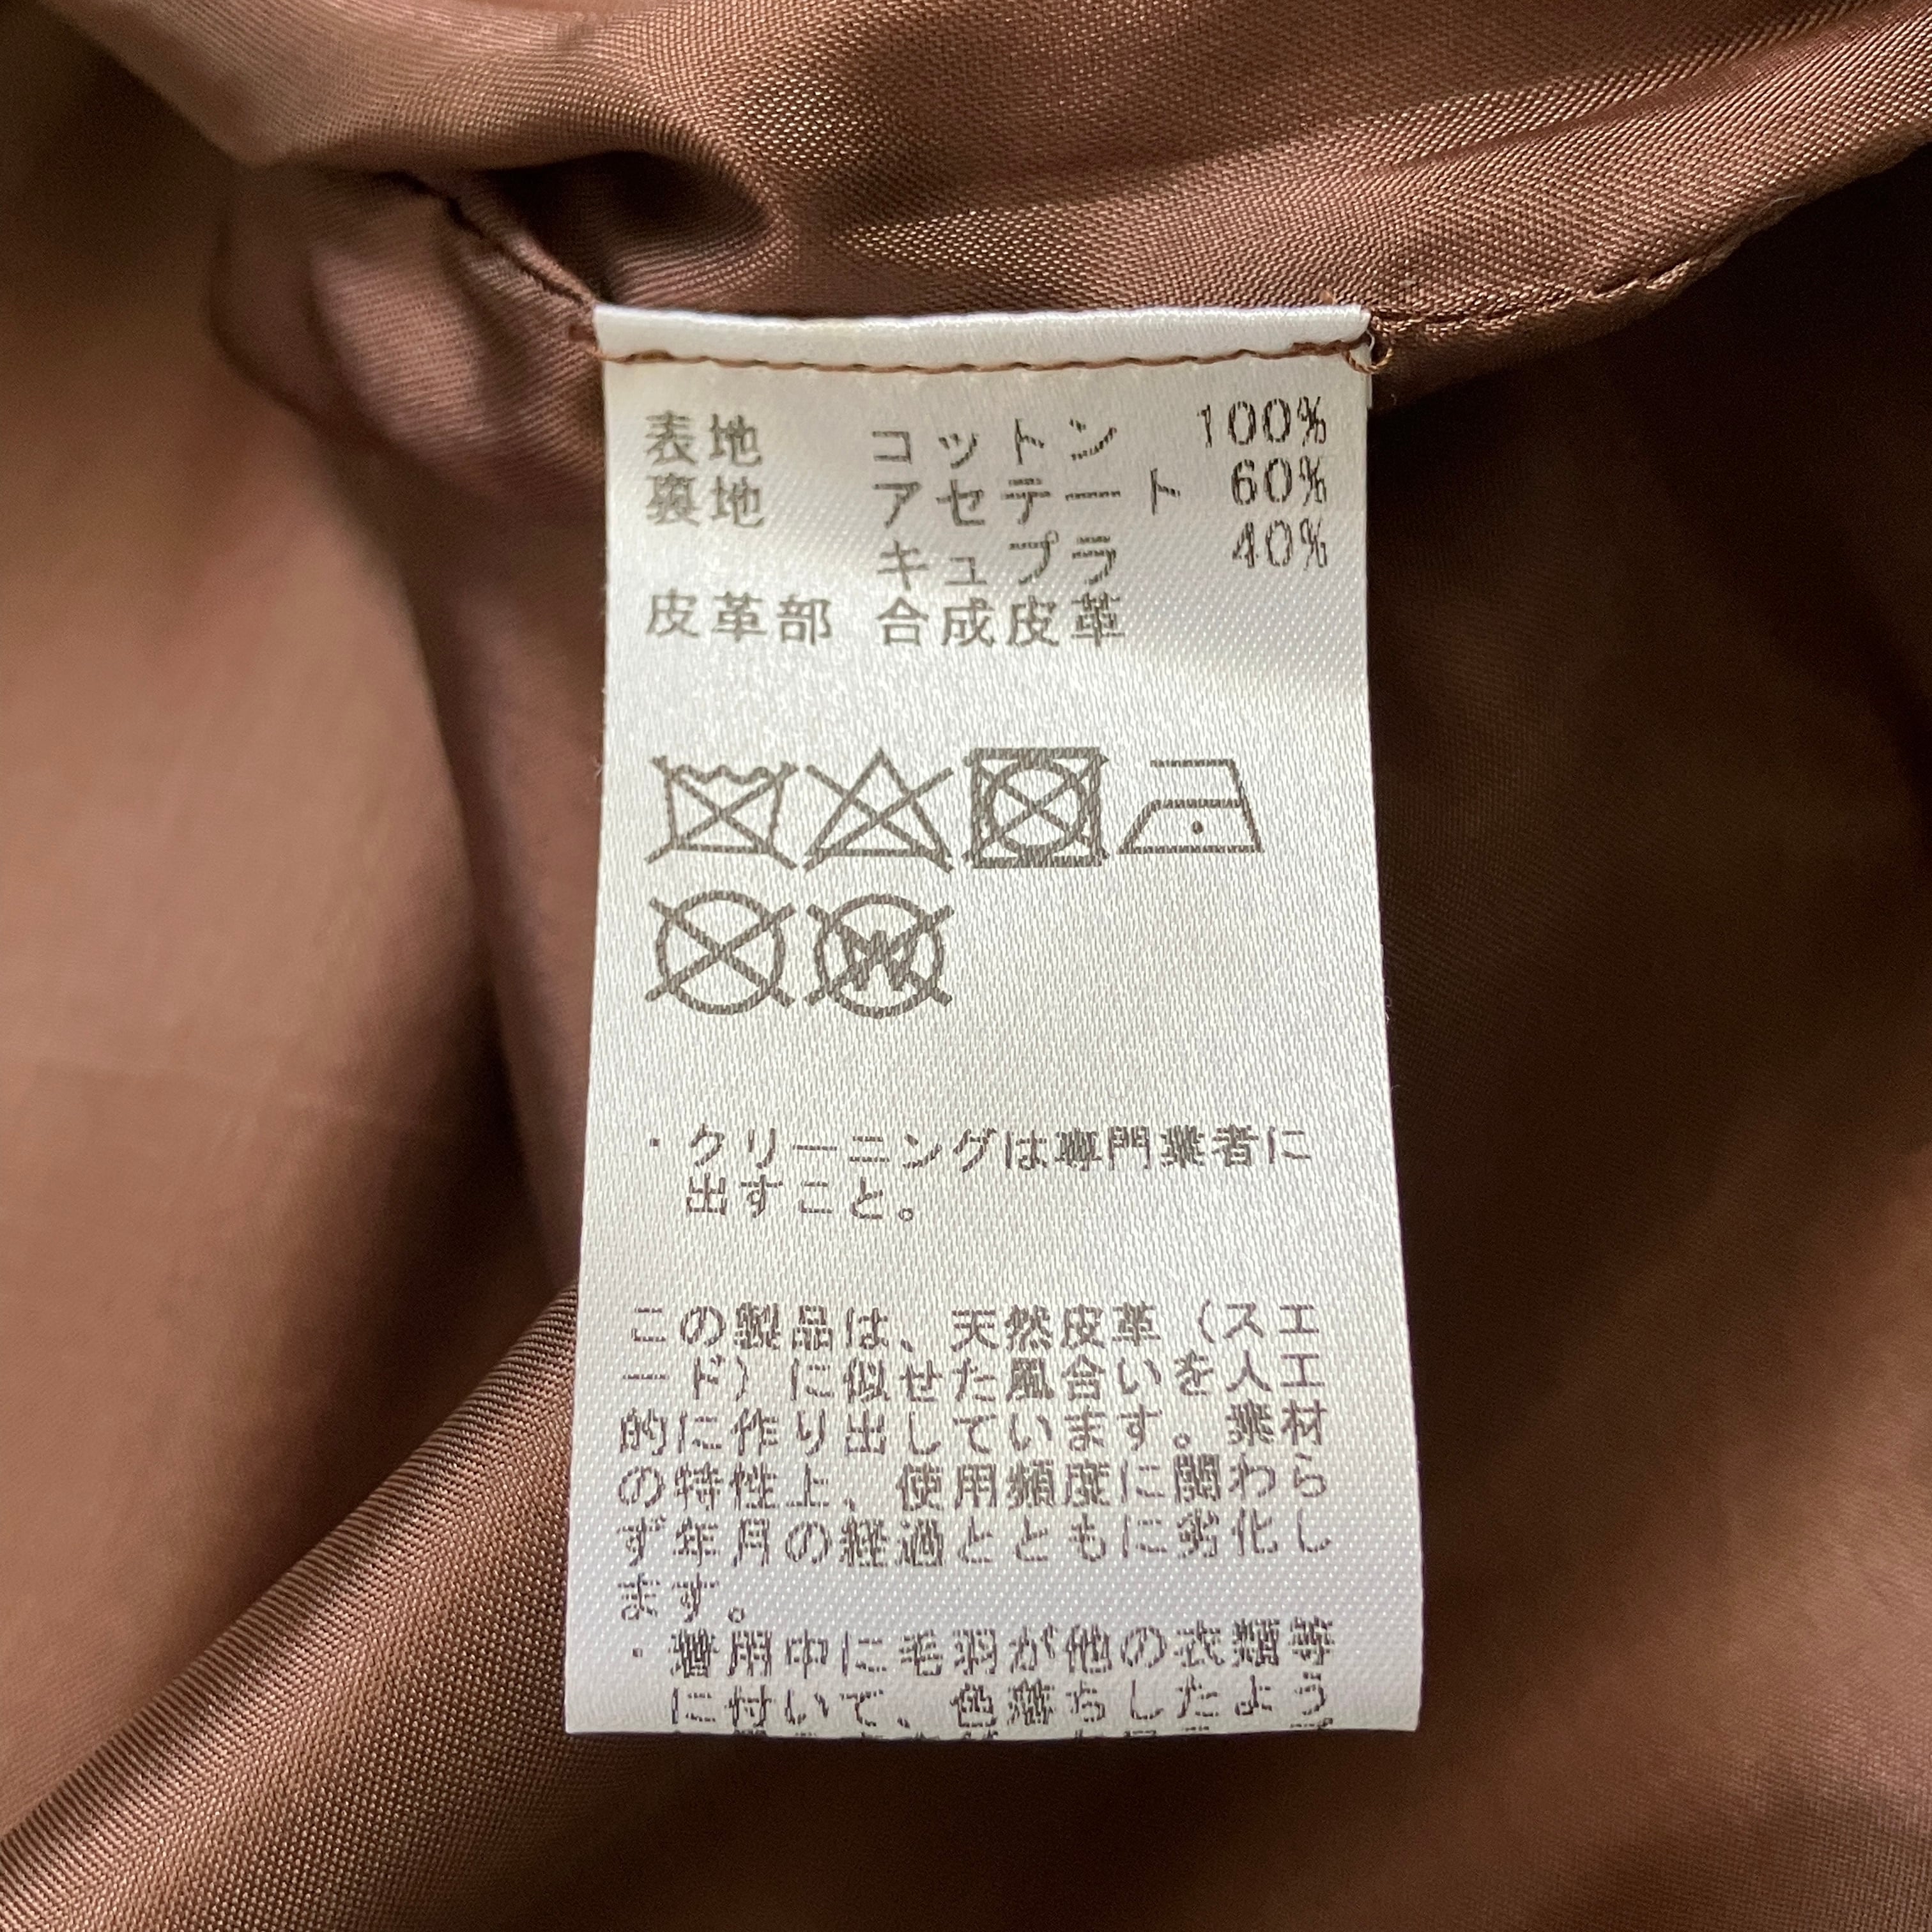 表地 コットン 100%
裏地 アセテート 60%
キュプラ 40%
皮革部 合成皮革
W
・クリーニングは専門業者に
出すこと。
この製品は、天然皮革（スエ
ード）に似せた風合いを人工
的に作り出しています。素材
の特性上、使用頻度に関わら
ず年月の経過とともに劣化し
ます。
・着用中に毛羽が他の衣類等
に付いて、色落ちしたよう